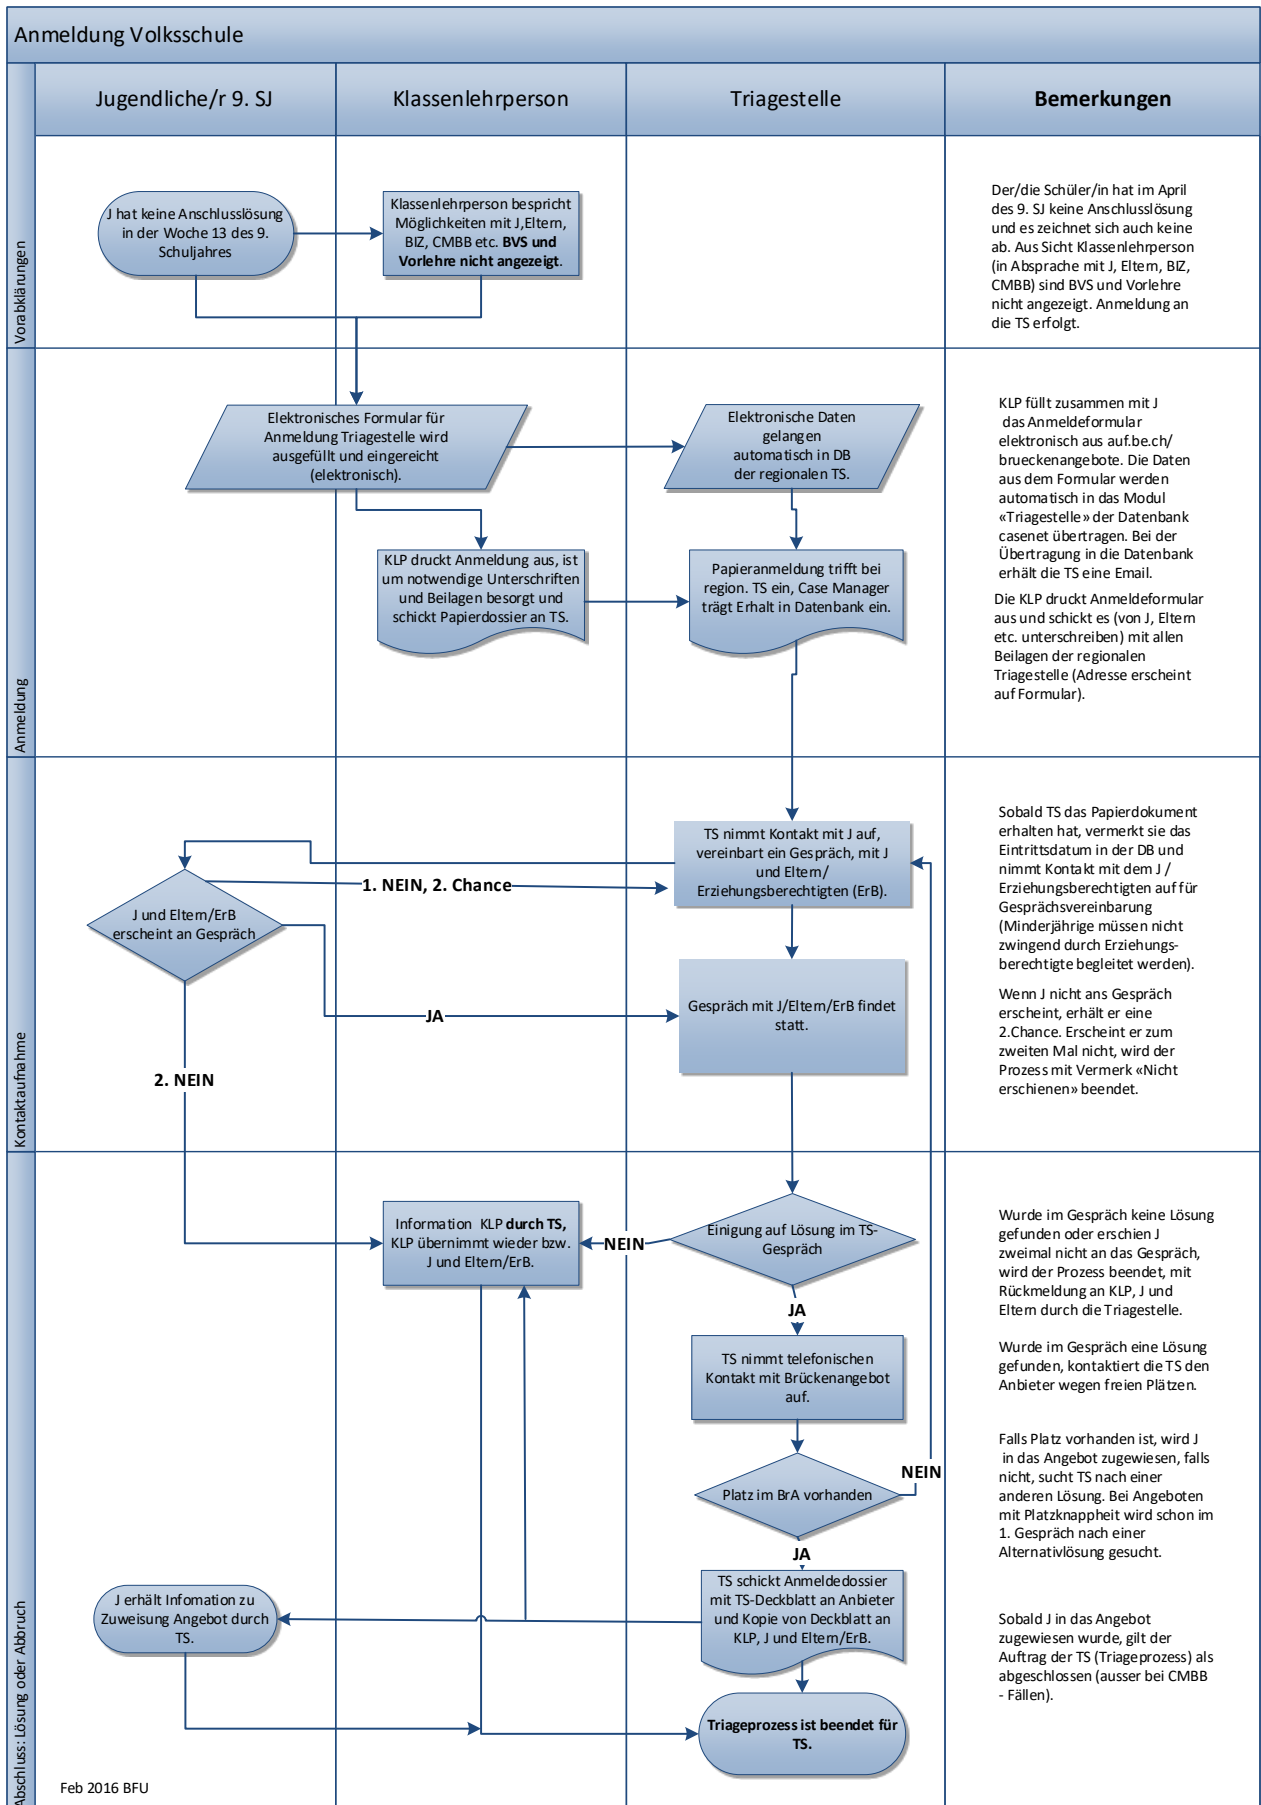 Anmeldung Volksschule
Jugendliche/r 9. SJ
Klassenlehrperson
Triagestelle
Bemerkungen
Vorabklärungen
J hat keine Anschlusslösung
in der Woche 13 des 9.
Schuljahres
Klassenlehrperson bespricht
Möglichkeiten mit J,Eltern,
BIZ, CMBB etc. BVS und
Vorlehre nicht angezeigt.
Der/die Schüler/in hat im April
des 9. SJ keine Anschlusslösung
und es zeichnet sich auch keine
ab. Aus Sicht Klassenlehrperson
(in Absprache mit J, Eltern, BIZ,
CMBB) sind BVS und Vorlehre
nicht angezeigt. Anmeldung an
die TS erfolgt.
Anmeldung
Elektronisches Formular für
Anmeldung Triagestelle wird
ausgefüllt und eingereicht
(elektronisch).
Elektronische Daten
gelangen
automatisch in DB
der regionalen TS.
KLP druckt Anmeldung aus, ist
um notwendige Unterschriften
und Beilagen besorgt und
schickt Papierdossier an TS.
Papieranmeldung trifft bei
region. TS ein, Case Manager
trägt Erhalt in Datenbank ein.
KLP füllt zusammen mit J
das Anmeldeformular
elektronisch aus auf.be.ch/
brueckenangebote. Die Daten
aus dem Formular werden
automatisch in das Modul
«Triagestelle» der Datenbank
casenet übertragen. Bei der
Übertragung in die Datenbank
erhält die TS eine Email.
Die KLP druckt Anmeldeformular
aus und schickt es (von J, Eltern
etc. unterschreiben) mit allen
Beilagen der regionalen
Triagestelle (Adresse erscheint
auf Formular).
Kontaktaufnahme
TS nimmt Kontakt mit J auf,
vereinbart ein Gespräch, mit J
und Eltern/
Erziehungsberechtigten (ErB).
1. NEIN, 2. Chance
J und Eltern/ErB
erscheint an Gespräch
JA
Gespräch mit J/Eltern/ErB findet
statt.
2. NEIN
Sobald TS das Papierdokument
erhalten hat, vermerkt sie das
Eintrittsdatum in der DB und
nimmt Kontakt mit dem J /
Erziehungsberechtigten auf für
Gesprächsvereinbarung
(Minderjährige müssen nicht
zwingend durch Erziehungs-
berechtigte begleitet werden).
Wenn J nicht ans Gespräch
erscheint, erhält er eine
2.Chance. Erscheint er zum
zweiten Mal nicht, wird der
Prozess mit Vermerk «Nicht
erschienen» beendet.
Abschluss: Lösung oder Abbruch
Information KLP durch TS,
KLP übernimmt wieder bzw.
J und Eltern/ErB.
NEIN
Einigung auf Lösung im TS-
Gespräch
JA
TS nimmt telefonischen
Kontakt mit Brückenangebot
auf.
NEIN
Platz im BrA vorhanden
JA
TS schickt Anmeldedossier
mit TS-Deckblatt an Anbieter
und Kopie von Deckblatt an
KLP, J und Eltern/ErB.
J erhält Infomation zu
Zuweisung Angebot durch
TS.
Triageprozess ist beendet für
TS.
Wurde im Gespräch keine Lösung
gefunden oder erschien J
zweimal nicht an das Gespräch,
wird der Prozess beendet, mit
Rückmeldung an KLP, J und
Eltern durch die Triagestelle.
Wurde im Gespräch eine Lösung
gefunden, kontaktiert die TS den
Anbieter wegen freien Plätzen.
Falls Platz vorhanden ist, wird J
in das Angebot zugewiesen, falls
nicht, sucht TS nach einer
anderen Lösung. Bei Angeboten
mit Platzknappheit wird schon im
1. Gespräch nach einer
Alternativlösung gesucht.
Sobald J in das Angebot
zugewiesen wurde, gilt der
Auftrag der TS (Triageprozess) als
abgeschlossen (ausser bei CMBB
- Fällen).
Feb 2016 BFU